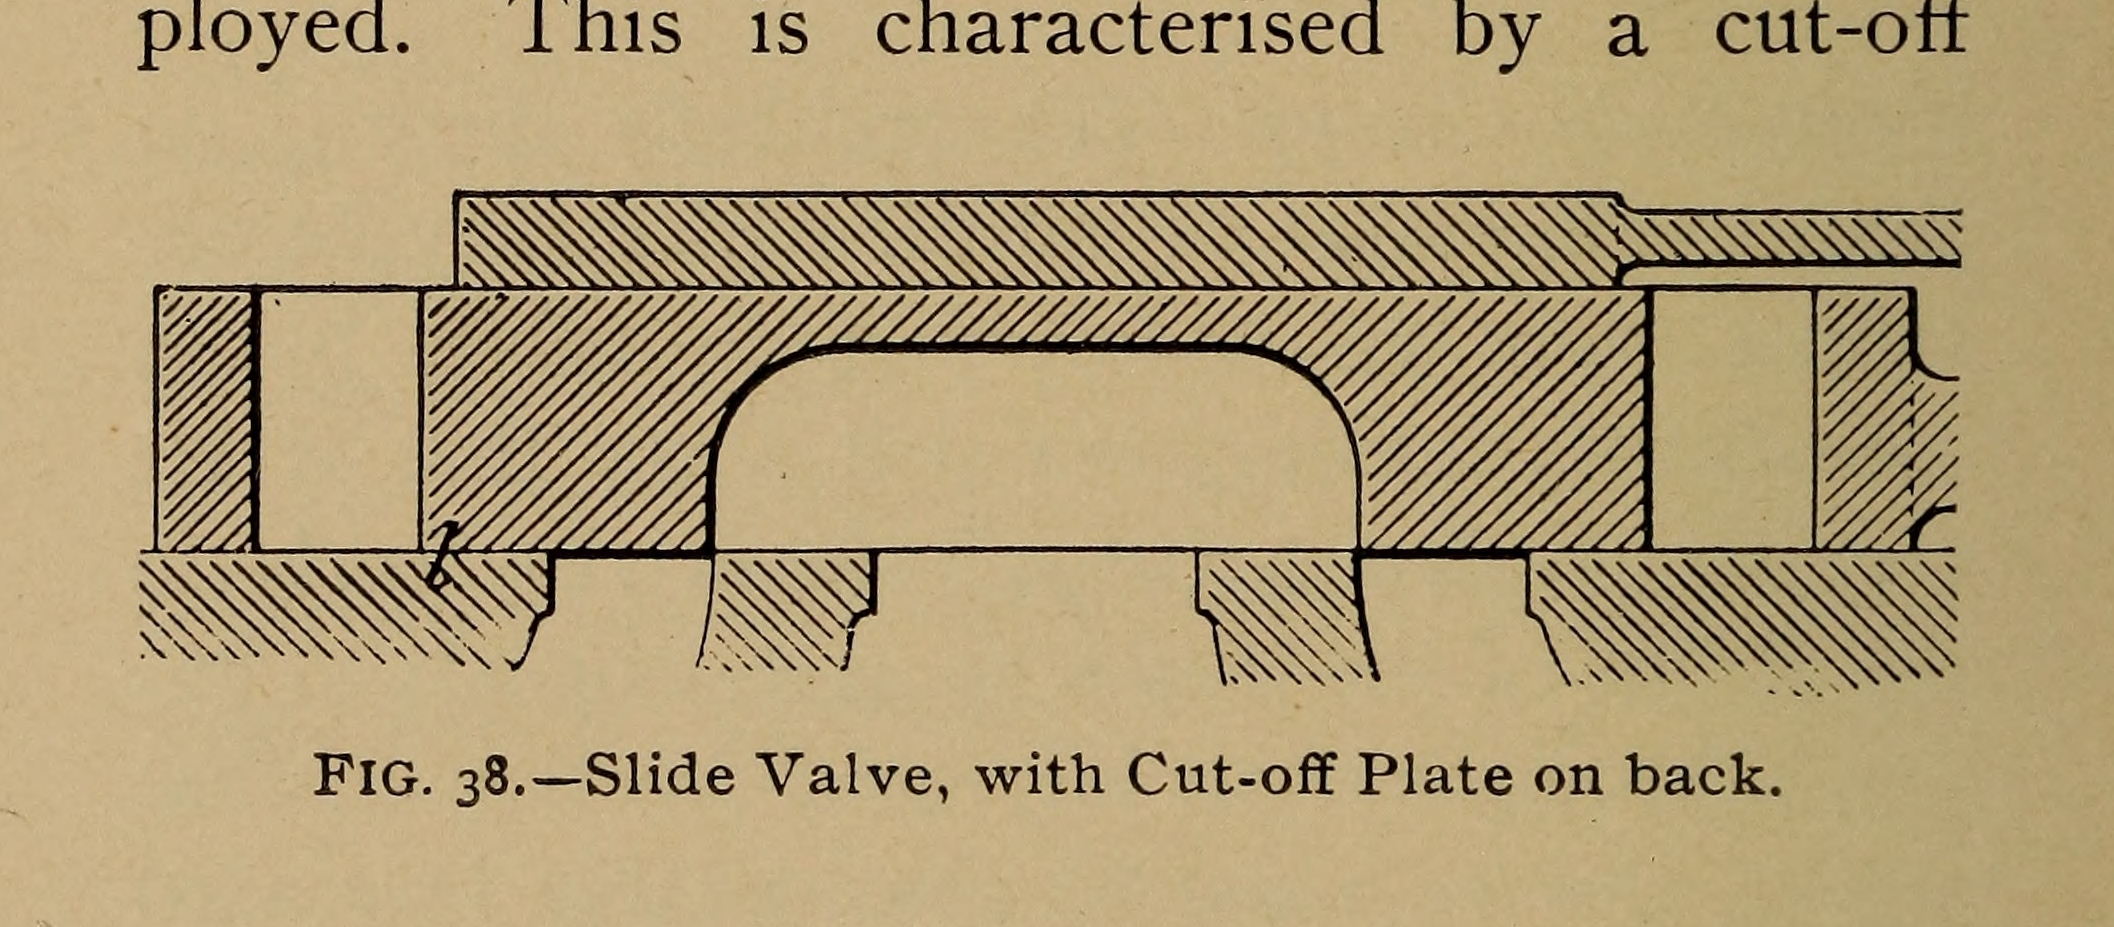 ployed. This is characterised by a cut-off
FIG. 38.—Slide Valve, with Cut-off Plate on back.